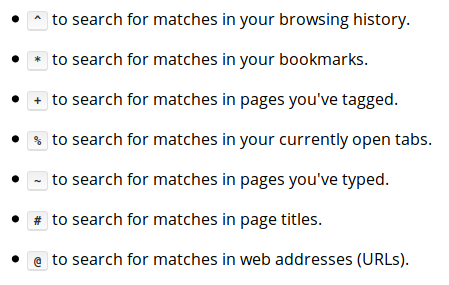 • ^ to search for matches in your browsing history.
• * to search for matches in your bookmarks.
• + to search for matches in pages you've tagged.
• % to search for matches in your currently open tabs.
• ~ to search for matches in pages you've typed.
• # to search for matches in page titles.
• @ to search for matches in web addresses (URLs).